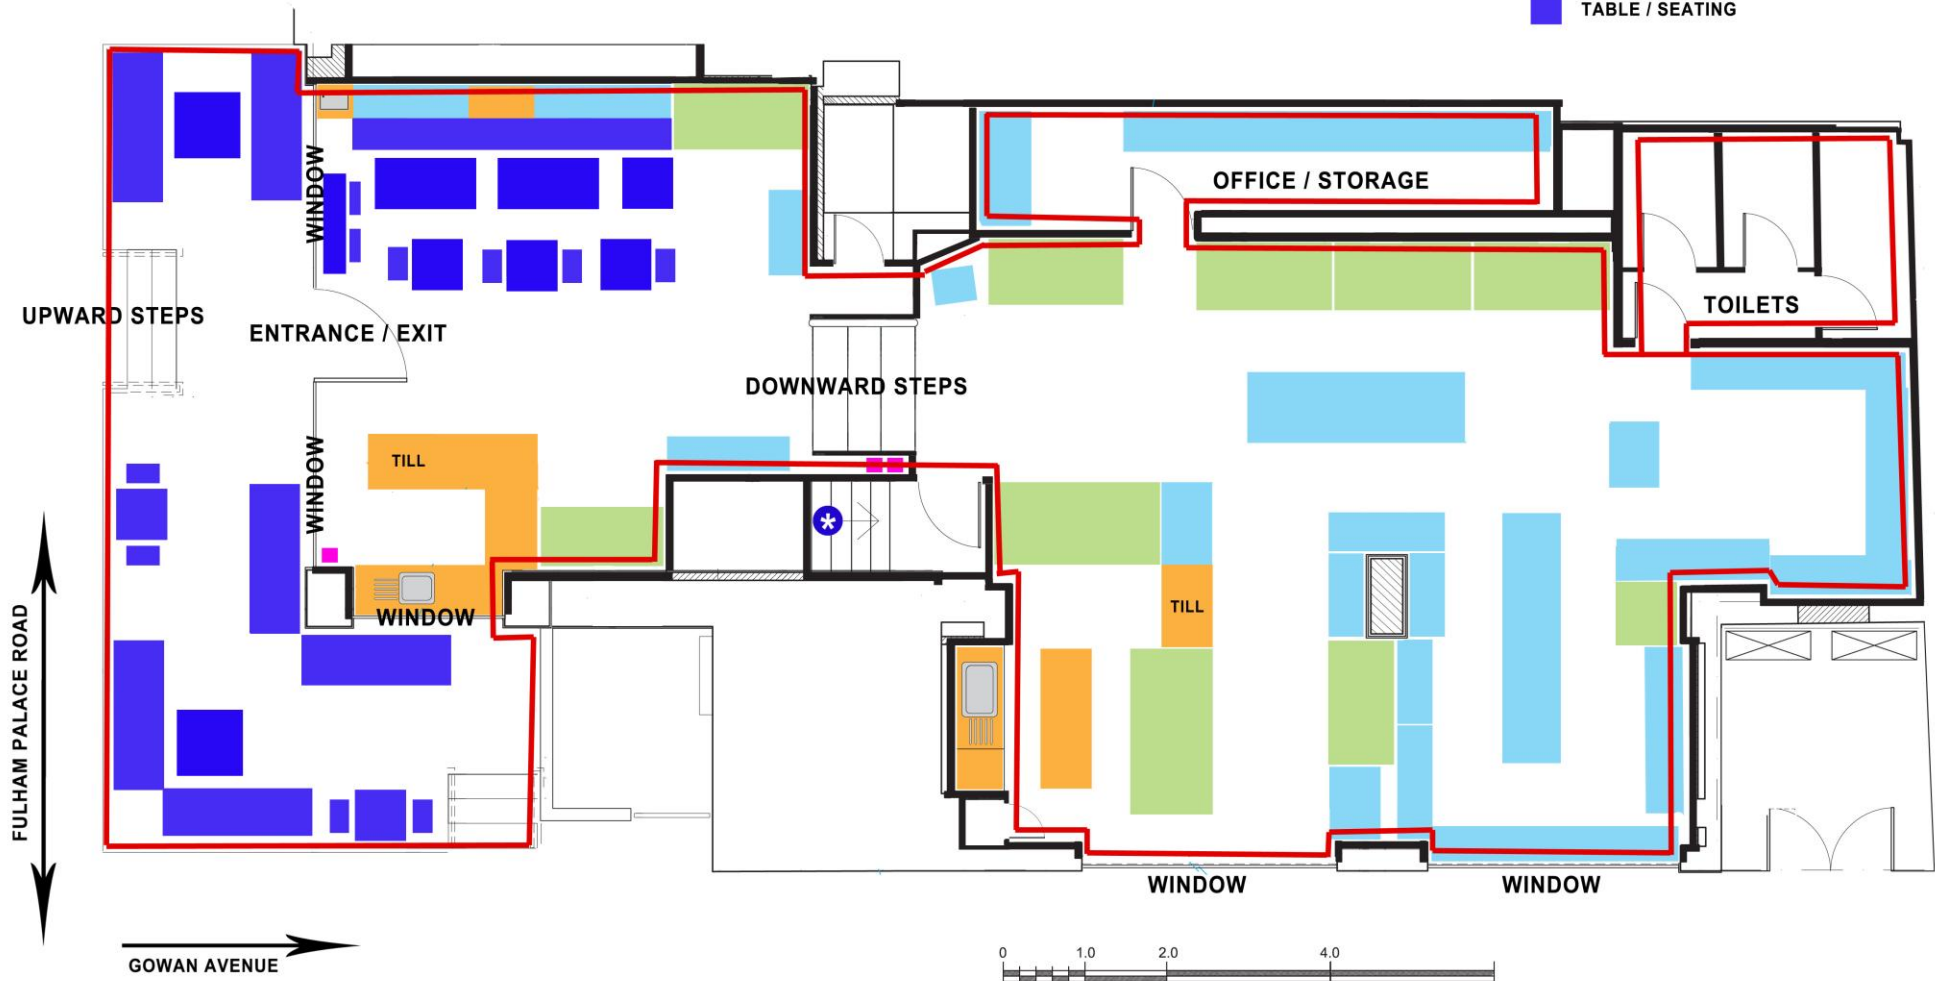 TABLE / SEATING
WINDOW
OFFICE / STORAGE
UPWARD STEPS
ENTRANCE / EXIT
TOILETS
DOWNWARD STEPS
WINDOW
TILL
*
TILL
WINDOW
FULHAM PALACE ROAD
WINDOW
WINDOW
GOWAN AVENUE
0 1.0 2.0 4.0